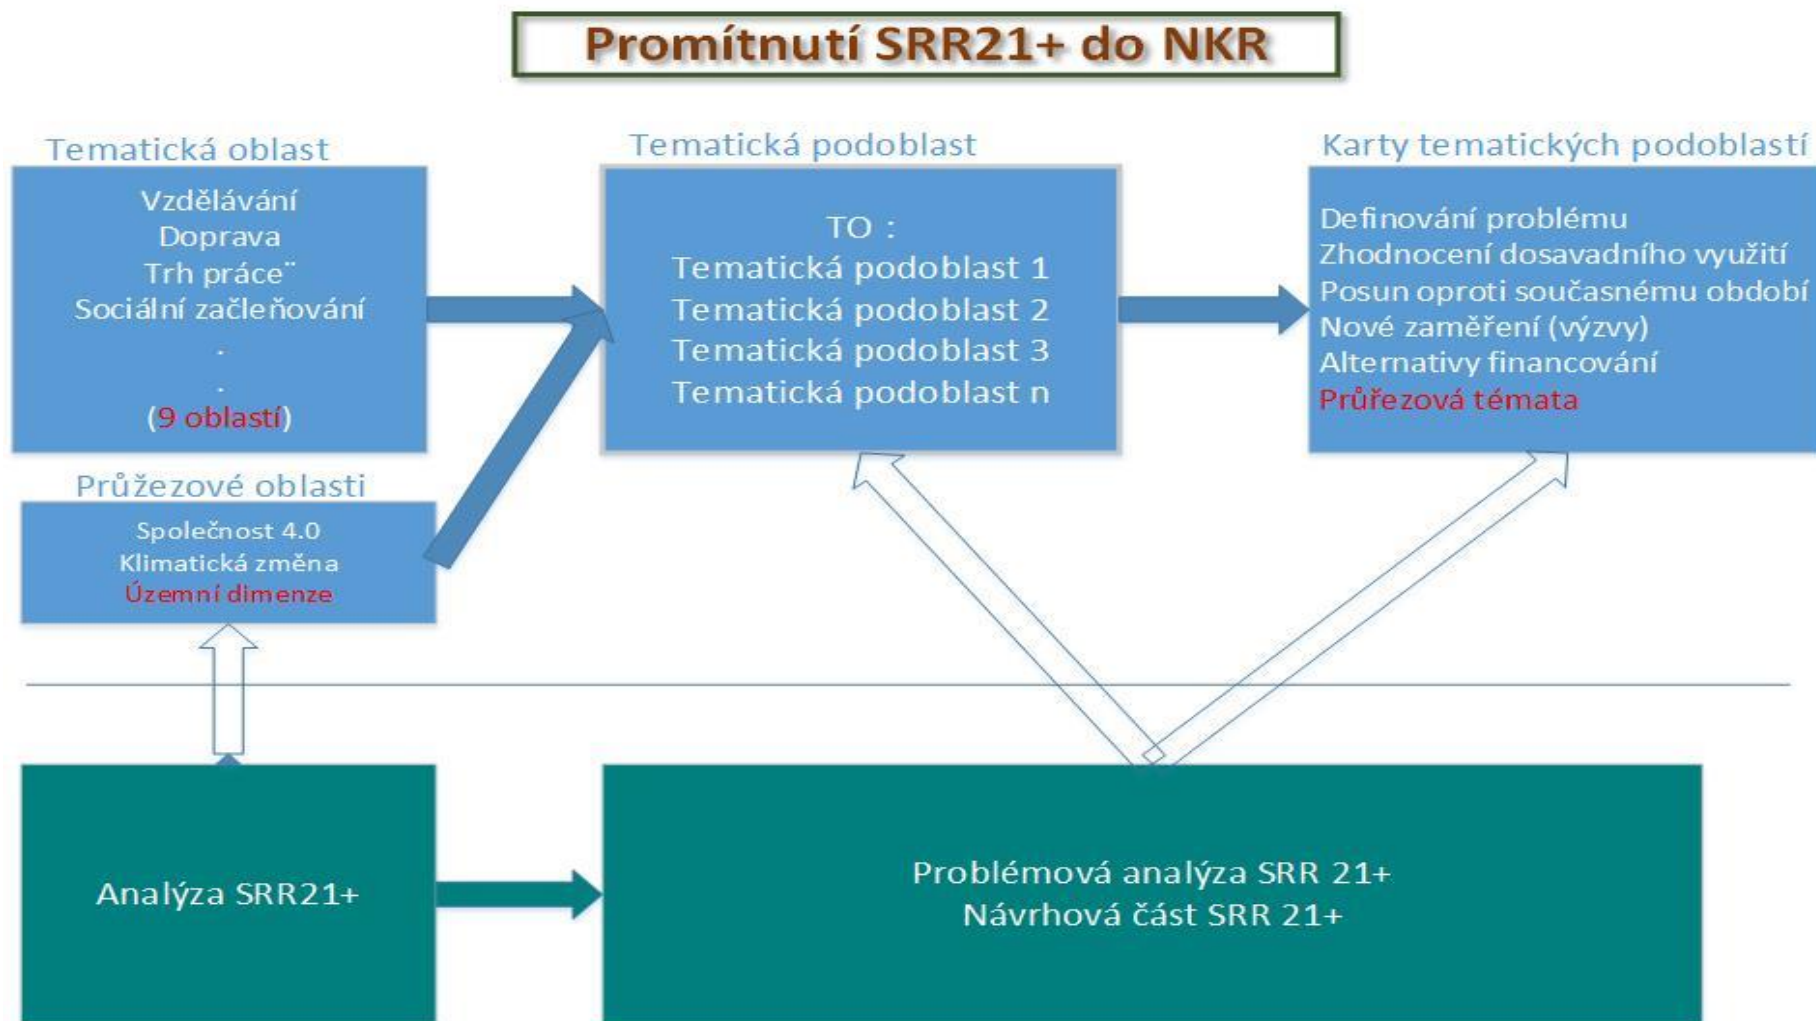 Promítnutí SRR21+ do NKR
Tematická oblast
Vzdělávání
Doprava
Trh práce¨
Sociální začleňování
.
.
(9 oblastí)
Průžezové oblasti
Společnost 4.0
Klimatická změna
Územní dimenze
Tematická podoblast
TO :
Tematická podoblast 1
Tematická podoblast 2
Tematická podoblast 3
Tematická podoblast n
Karty tematických podoblastí
Definování problému
Zhodnocení dosavadního využití
Posun oproti současnému období
Nové zaměření (výzvy)
Alternativy financování
Průřezová témata
Analýza SRR21+
Problémová analýza SRR 21+
Návrhová část SRR 21+